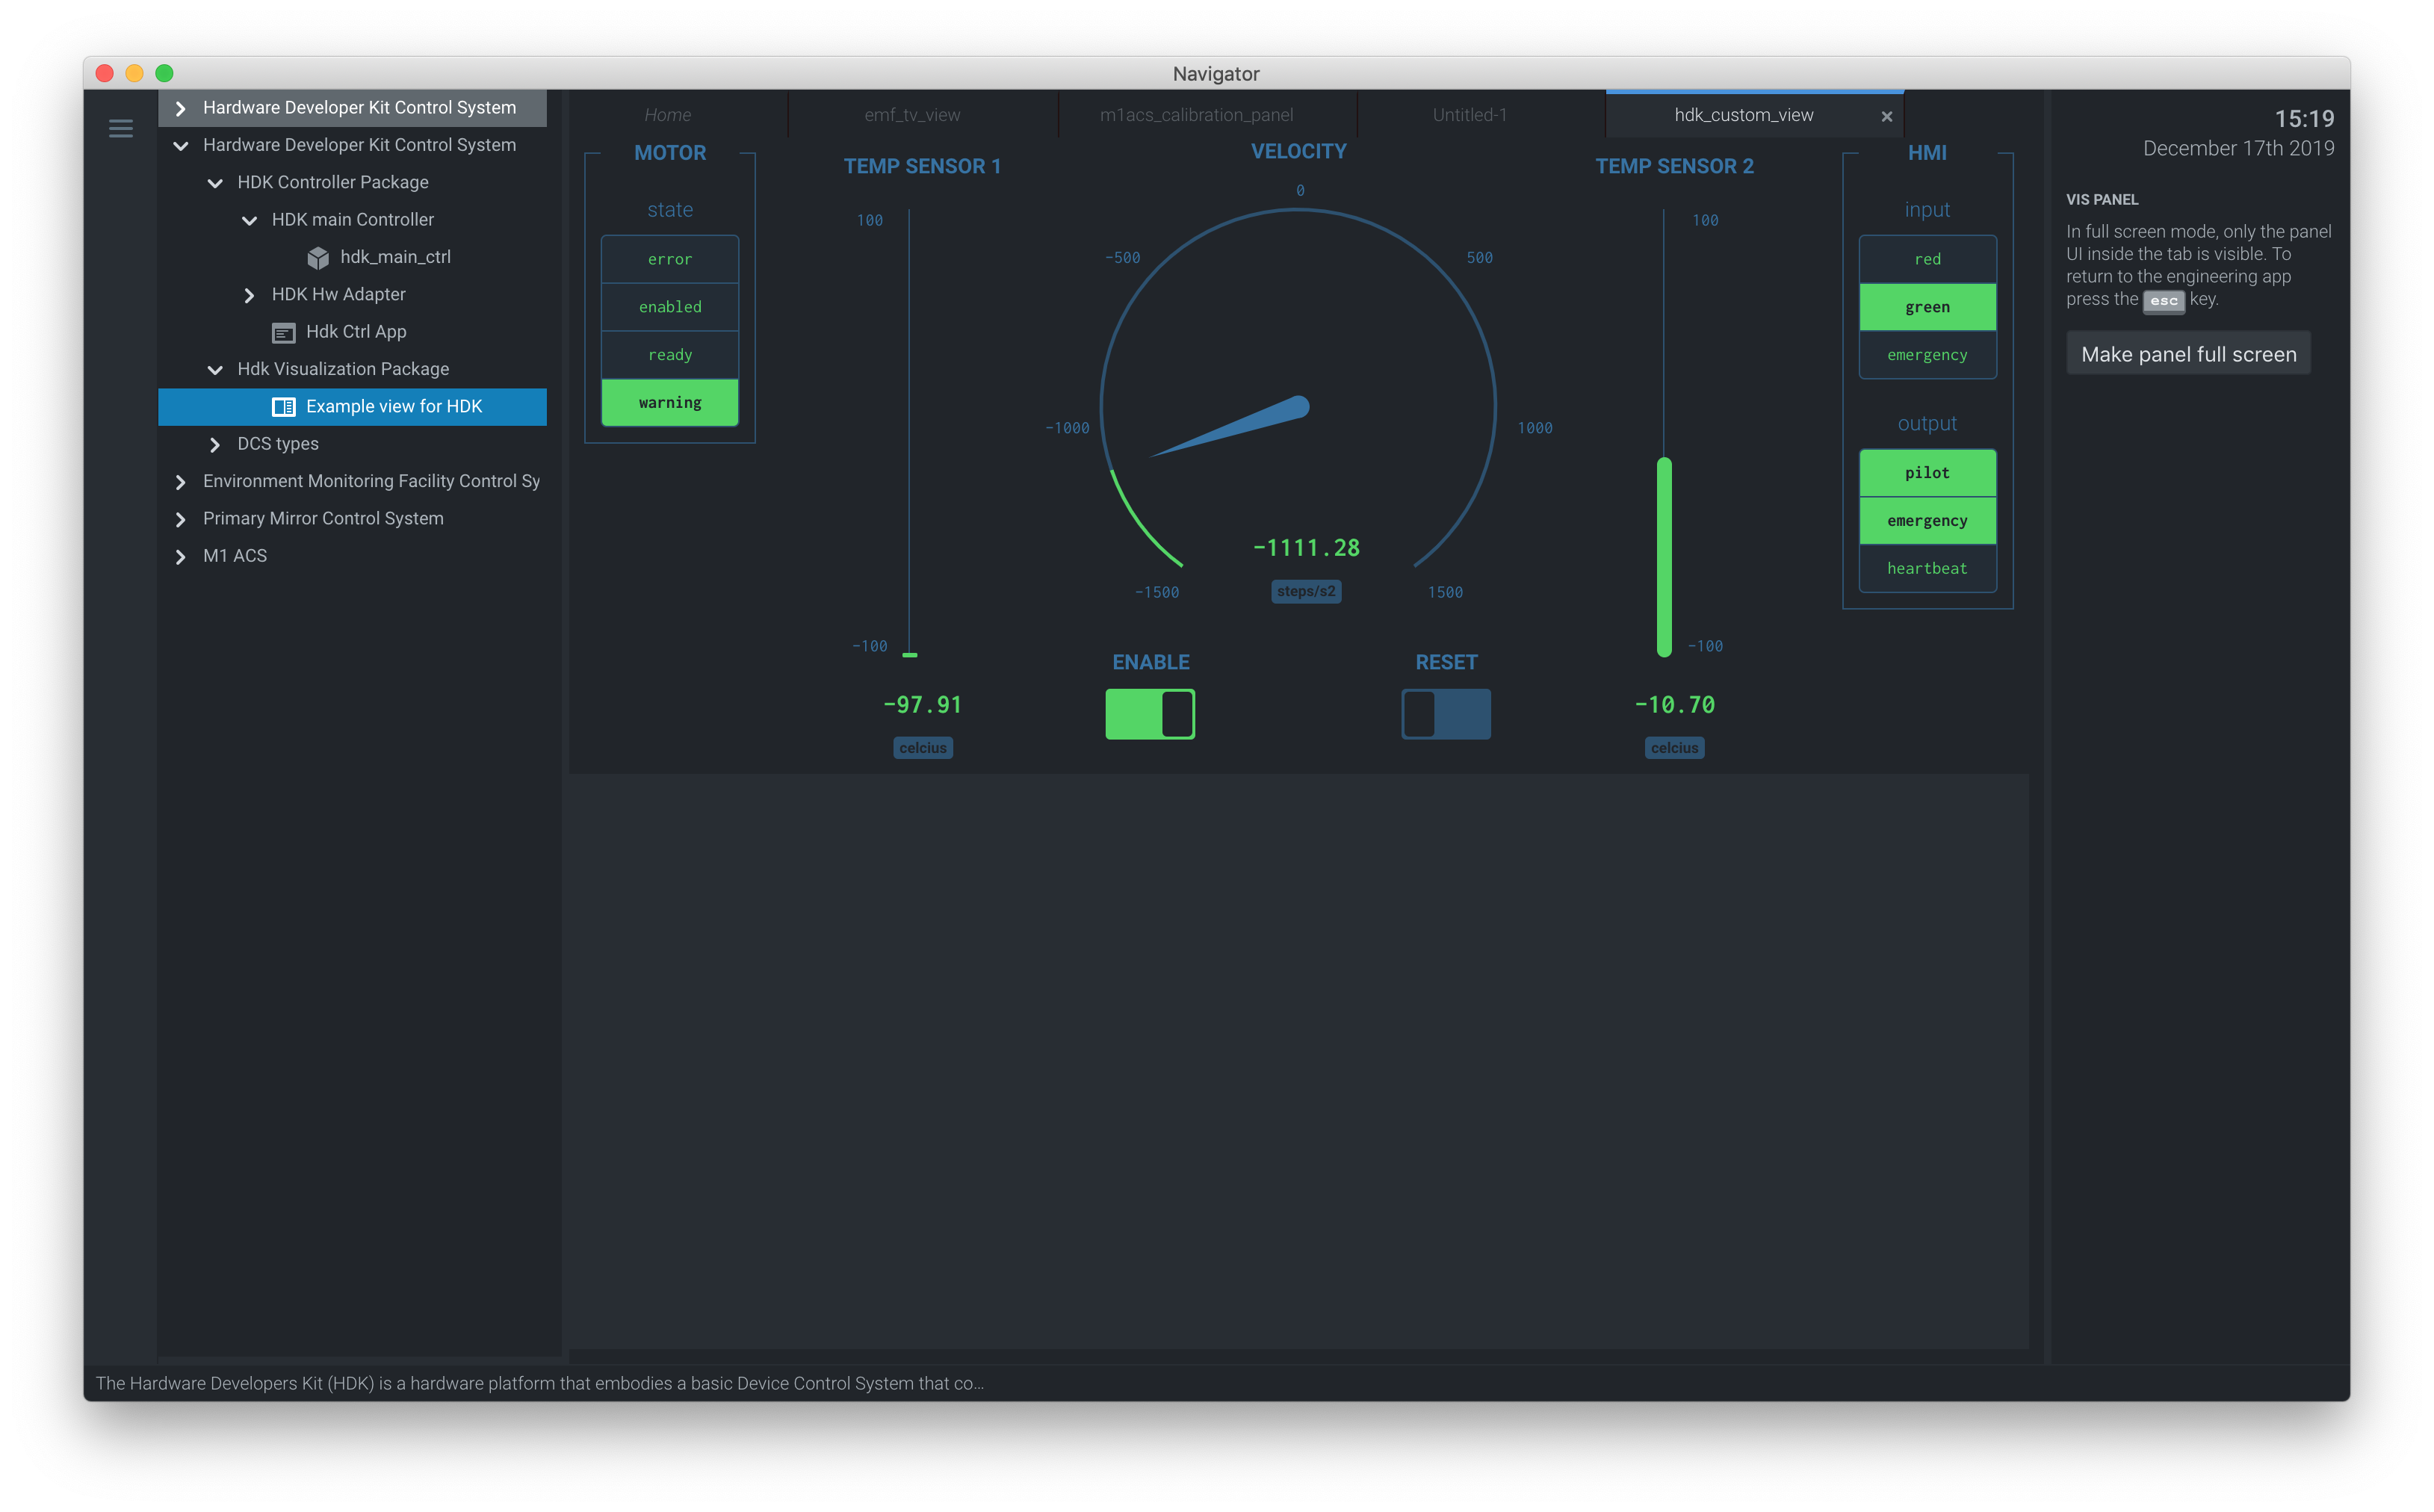 Navigator
Hardware Developer Kit Control System
Hardware Developer Kit Control System
HDK Controller Package
HDK main Controller
hdk_main_ctrl
HDK Hw Adapter
Hdk Ctrl App
Hdk Visualization Package
Example view for HDK
DCS types
Environment Monitoring Facility Control Sy
Primary Mirror Control System
M1 ACS
Home
emf_tv_view
m1acs_calibration_panel
Untitled-1
hdk_custom_view
MOTOR
state
error
enabled
ready
warning
TEMP SENSOR 1
100
-100
-97.91
celcius
VELOCITY
0
-500
500
-1000
1000
-1500
1500
-1111.28
steps/s2
ENABLE
RESET
TEMP SENSOR 2
100
-100
-10.70
celcius
HMI
input
red
green
emergency
output
pilot
emergency
heartbeat
15:19
December 17th 2019
VIS PANEL
In full screen mode, only the panel
UI inside the tab is visible. To
return to the engineering app
press the esc key.
Make panel full screen
The Hardware Developers Kit (HDK) is a hardware platform that embodies a basic Device Control System that co...